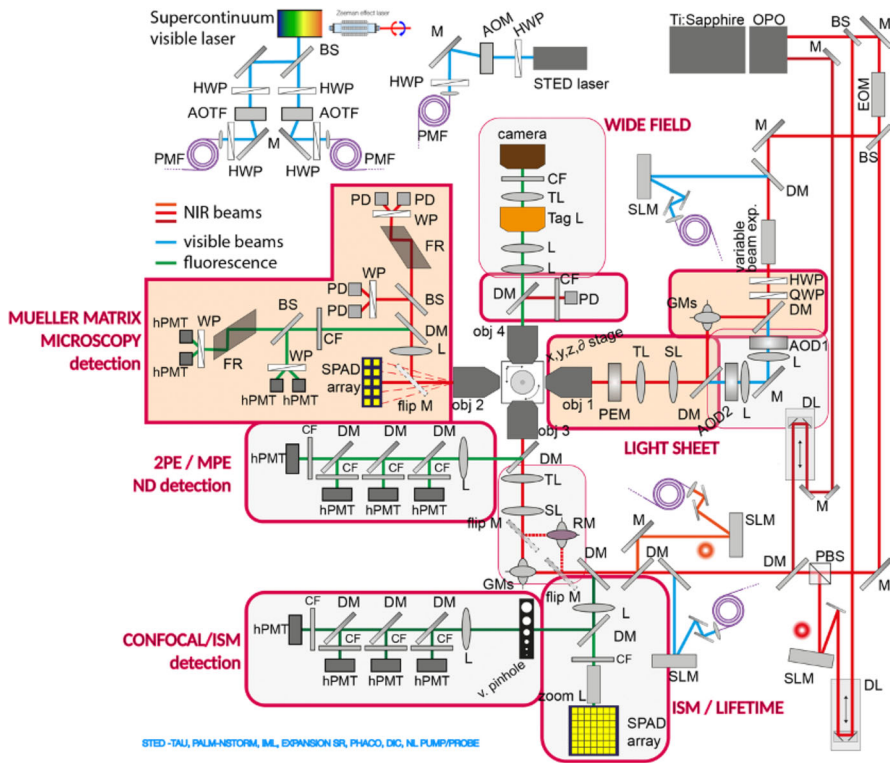 Supercontinuum
visible laser
Zeeman effect laser
BS
HWP
HWP
AOTF
AOTF
M
PMF
PMF
HWP
HWP
M
AOM
HWP
STED laser
HWP
PMF
Ti:Sapphire
OPO
BS
M
M
EOM
BS
M
DM
SLM
variable
beam exp.
HWP
QWP
DM
GMs
AOD1
L
M
L
AOD2
DM
WIDE FIELD
camera
CF
TL
Tag L
L
L
CF
DM
PD
obj 4
NIR beams
visible beams
fluorescence
PD
PD
WP
FR
WP
PD
PD
BS
BS
DM
CF
L
MUELLER MATRIX
MICROSCOPY
detection
hPMT
WP
hPMT
FR
WP
hPMT
hPMT
SPAD
array
flip M
obj 2
x,y,z,∂ stage
obj 1
PEM
TL
SL
obj 3
LIGHT SHEET
DL
M
2PE / MPE
ND detection
hPMT
CF
DM
DM
DM
CF
CF
CF
hPMT
hPMT
hPMT
L
DM
TL
SL
flip M
RM
GMs
flip M
DM
M
DM
SLM
DM
PBS
M
CONFOCAL/ISM
detection
hPMT
CF
DM
DM
DM
CF
CF
CF
hPMT
hPMT
hPMT
L
v. pinhole
L
DM
CF
zoom L
SPAD
array
SLM
SLM
DL
ISM / LIFETIME
STED -TAU, PALM-NSTORM, IML, EXPANSION SR, PHACO, DIC, NL PUMP/PROBE